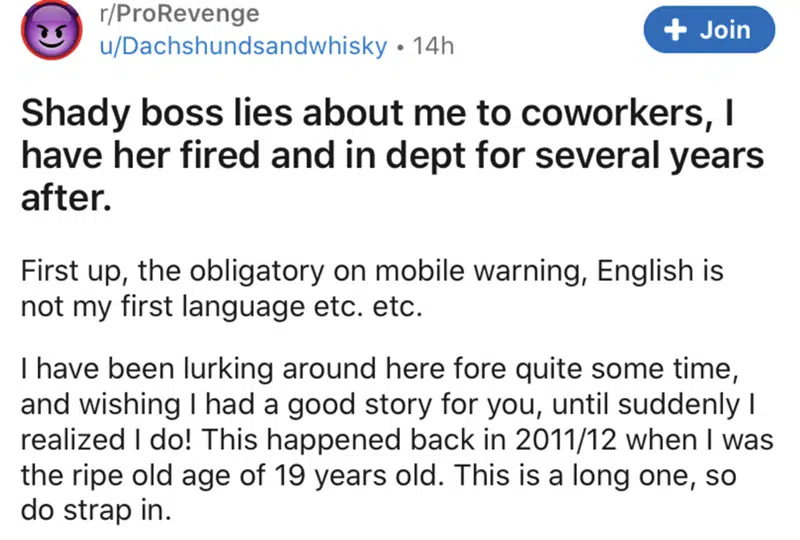 r/ProRevenge
u/Dachshundsandwhisky • 14h
+ Join
Shady boss lies about me to coworkers, I
have her fired and in dept for several years
after.
First up, the obligatory on mobile warning, English is
not my first language etc. etc.
I have been lurking around here fore quite some time,
and wishing I had a good story for you, until suddenly I
realized I do! This happened back in 2011/12 when I was
the ripe old age of 19 years old. This is a long one, so
do strap in.